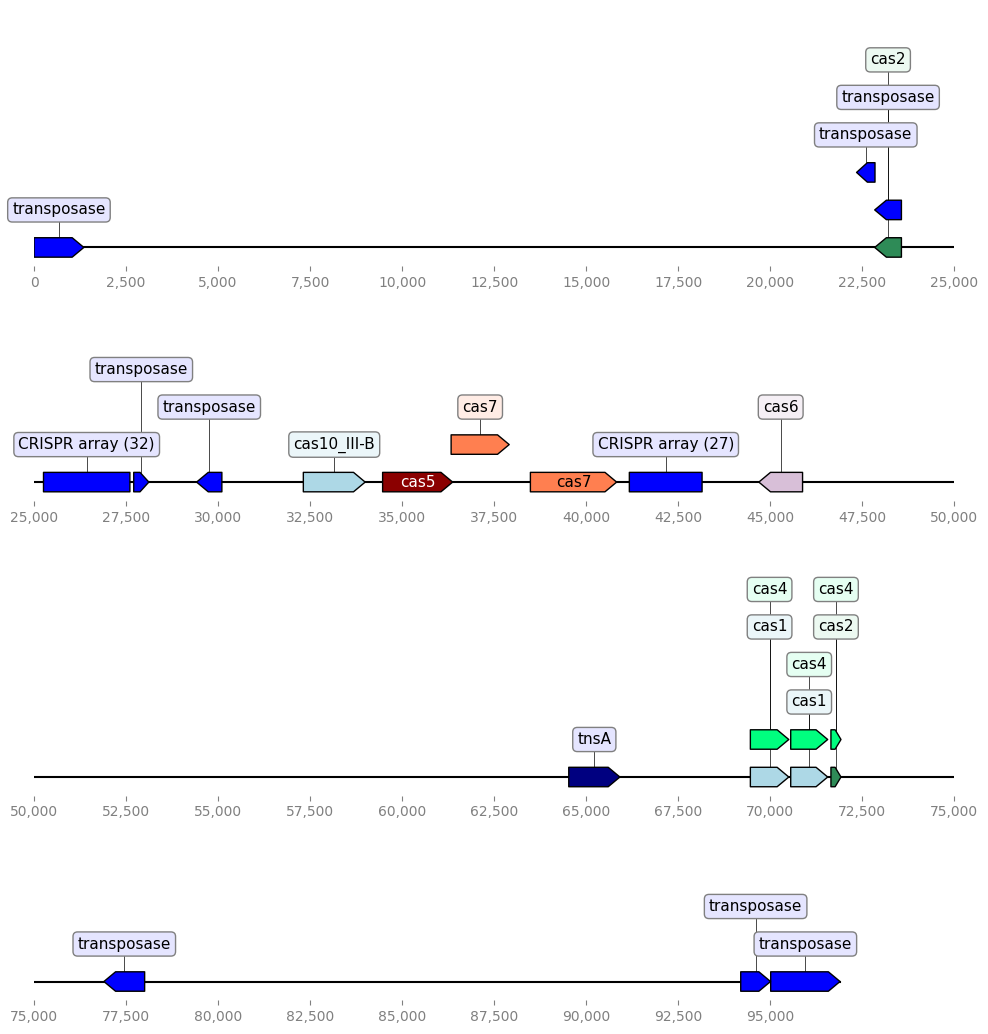 cas2
transposase
transposase
transposase
0 2,500 5,000 7,500 10,000 12,500 15,000 17,500 20,000 22,500 25,000
transposase
transposase cas7 cas6
CRISPR array (32) cas10_III-B CRISPR array (27)
cas5 cas7
25,000 27,500 30,000 32,500 35,000 37,500 40,000 42,500 45,000 47,500 50,000
cas4 cas4
cas1 cas2
cas4
cas1
tnsA
50,000 52,500 55,000 57,500 60,000 62,500 65,000 67,500 70,000 72,500 75,000
transposase
transposase transposase
75,000 77,500 80,000 82,500 85,000 87,500 90,000 92,500 95,000